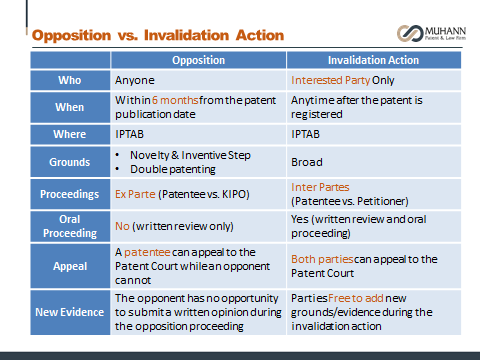 Opposition vs. Invalidation Action
MUHANN
Patent & Law Firm
Opposition
Invalidation Action
Who
Anyone
Interested Party Only
When
Within 6 months from the patent
publication date
Anytime after the patent is
registered
Where
IPTAB
IPTAB
Grounds
• Novelty & Inventive Step
• Double patenting
Broad
Proceedings
Ex Parte (Patentee vs. KIPO)
Inter Partes
(Patentee vs. Petitioner)
Oral
Proceeding
No (written review only)
Yes (written review and oral
proceeding)
Appeal
A patentee can appeal to the
Patent Court while an opponent
cannot
Both parties can appeal to the
Patent Court
New Evidence
The opponent has no opportunity
to submit a written opinion during
the opposition proceeding
Parties Free to add new
grounds/evidence during the
invalidation action